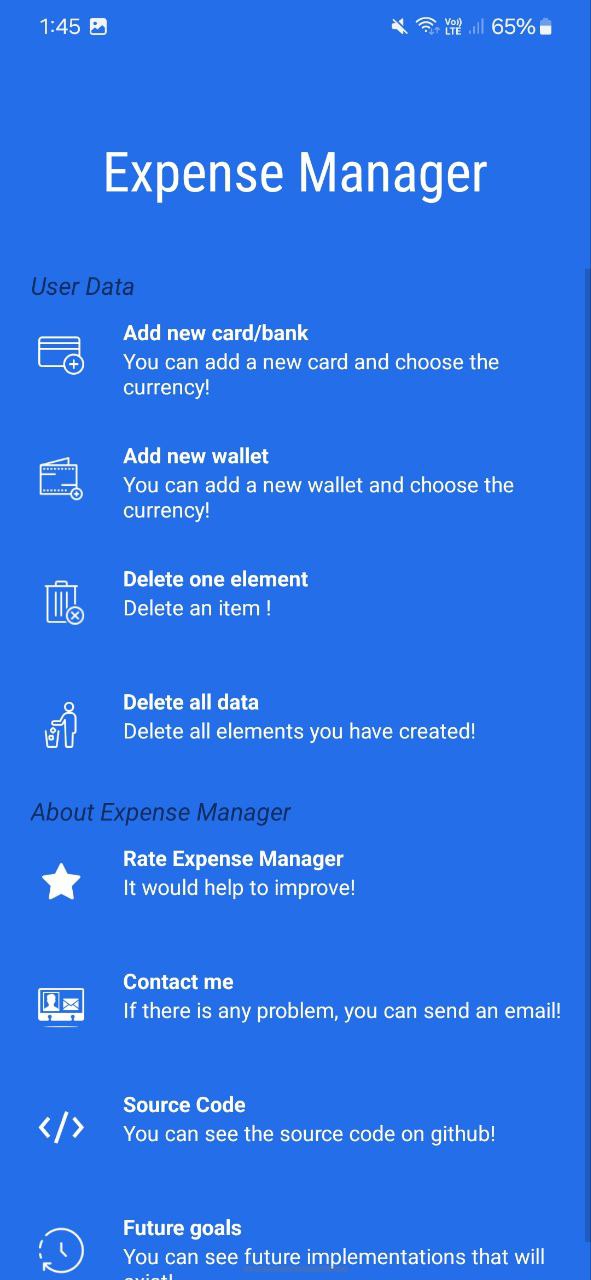 1:45 Vo)) LTE 65%
Expense Manager
User Data
Add new card/bank
You can add a new card and choose the
currency!
Add new wallet
You can add a new wallet and choose the
currency!
Delete one element
Delete an item !
Delete all data
Delete all elements you have created!
About Expense Manager
Rate Expense Manager
It would help to improve!
Contact me
If there is any problem, you can send an email!
Source Code
You can see the source code on github!
Future goals
You can see future implementations that will
exist!